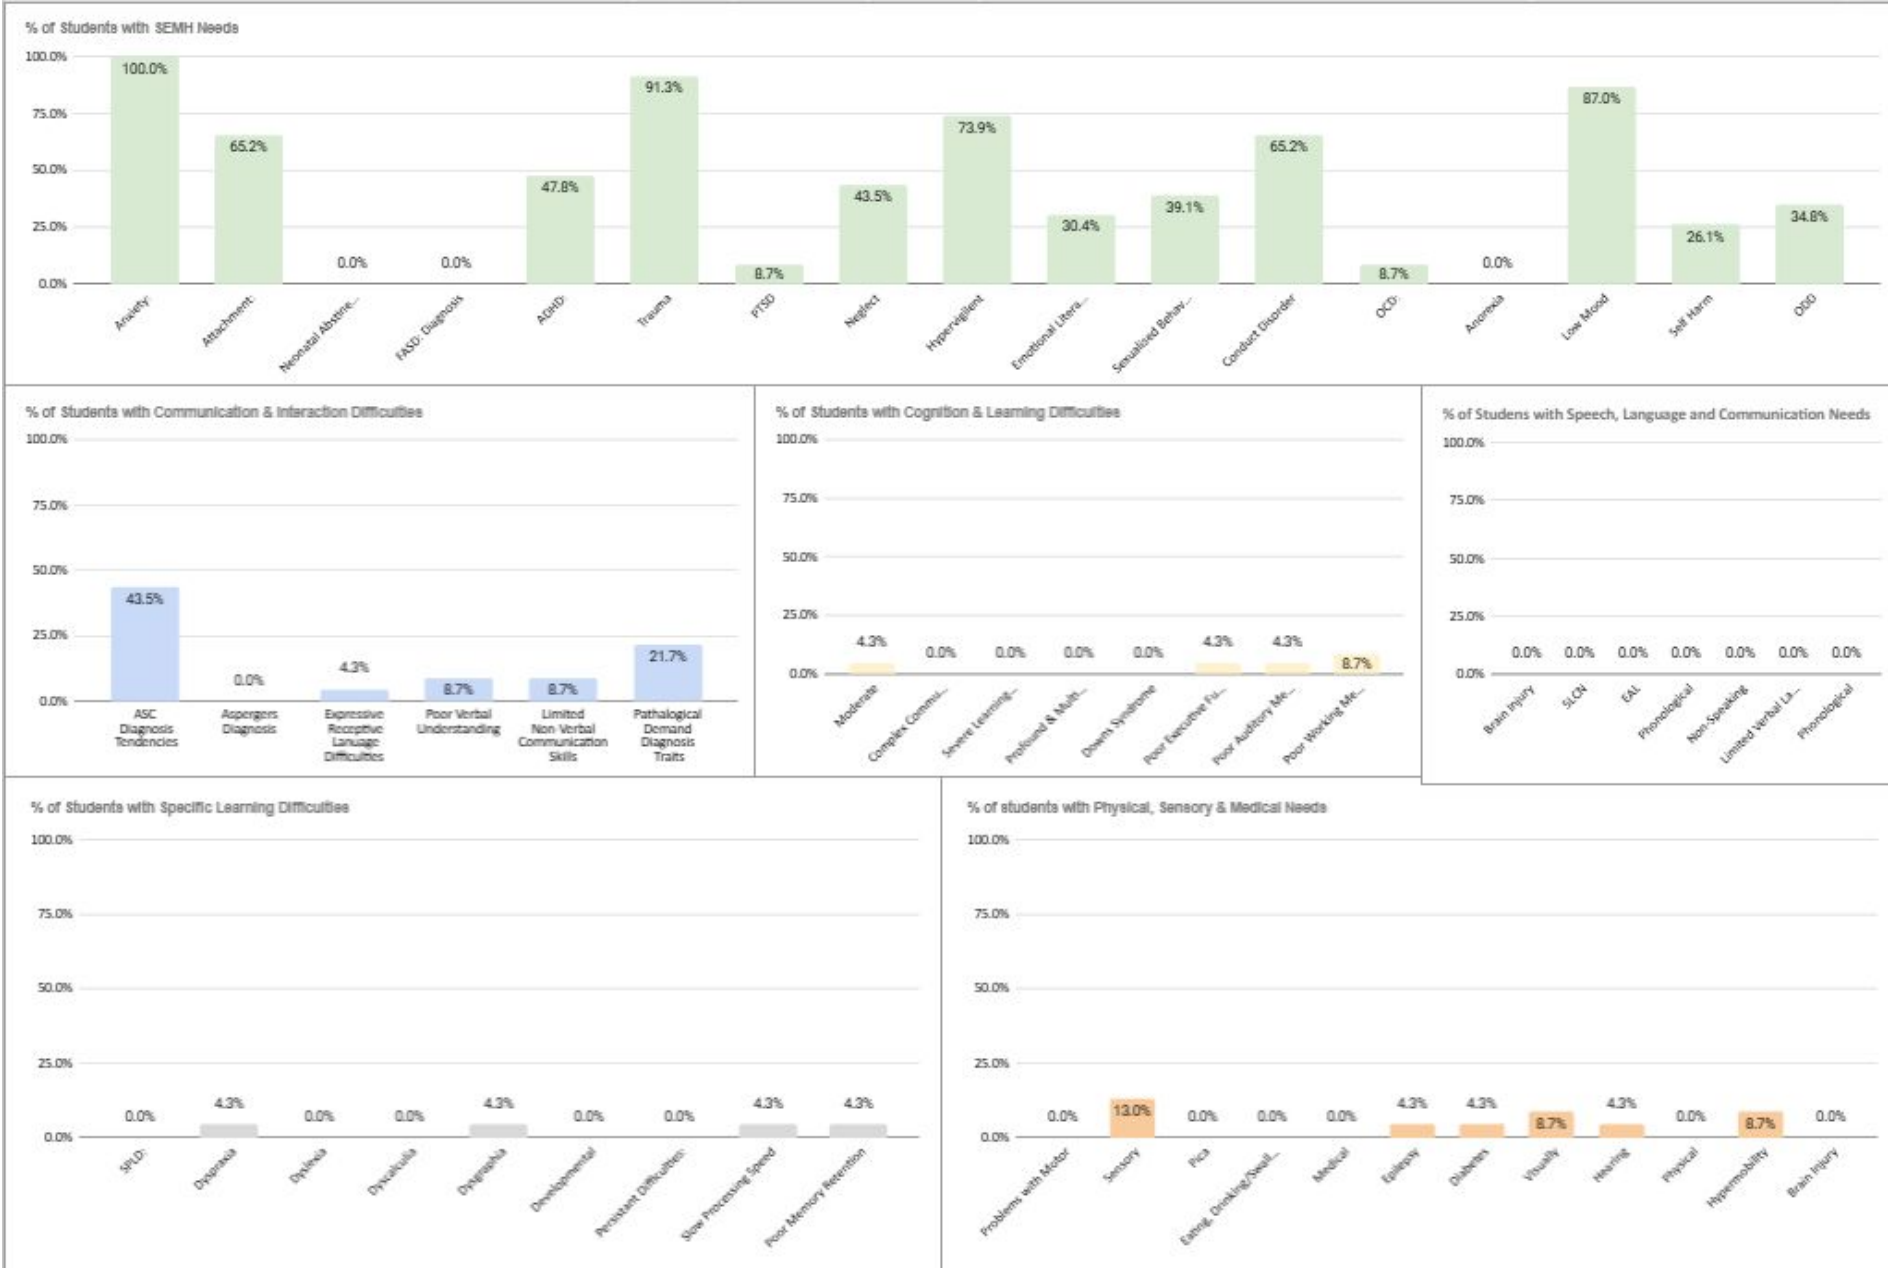 % of Students with SEMH Needs
100.0%
75.0%
50.0%
25.0%
0.0%
100.0%
65.2%
0.0%
0.0%
47.8%
91.3%
8.7%
43.5%
73.9%
30.4%
39.1%
65.2%
8.7%
0.0%
87.0%
26.1%
34.8%
Anxiety:
Attachment:
Neonatal Abstine...
FASD: Diagnosis
ADHD:
Trauma
PTSD
Neglect
Hypervigilent
Emotional Litera...
Sexualised Behav...
Conduct Disorder
OCD:
Anorexia
Low Mood
Self Harm
ODD
% of Students with Communication & Interaction Difficulties
100.0%
75.0%
50.0%
25.0%
0.0%
43.5%
0.0%
4.3%
8.7%
8.7%
21.7%
ASC
Diagnosis
Tendencies
Aspergers
Diagnosis
Expressive
Receptive
Lanuage
Difficulties
Poor Verbal
Understanding
Limited
Non-Verbal
Communication
Skills
Pathalogical
Demand
Diagnosis
Traits
% of Students with Cognition & Learning Difficulties
100.0%
75.0%
50.0%
25.0%
0.0%
4.3%
0.0%
0.0%
0.0%
0.0%
4.3%
4.3%
8.7%
Moderate
Complex Commu...
Severe Learning...
Profound & Multi...
Downs Syndrome
Poor Executive Fu...
Poor Auditory Me...
Poor Working Me...
% of Studens with Speech, Language and Communication Needs
100.0%
75.0%
50.0%
25.0%
0.0%
0.0%
0.0%
0.0%
0.0%
0.0%
0.0%
0.0%
Brain Injury
SLCN
EAL
Phonological
Non-Speaking
Limited Verbal La...
Phonological
% of Students with Specific Learning Difficulties
100.0%
75.0%
50.0%
25.0%
0.0%
0.0%
4.3%
0.0%
0.0%
4.3%
0.0%
0.0%
4.3%
4.3%
SPLD:
Dyspraxia
Dyslexia
Dyscalculia
Dysgraphia
Developmental
Persistant Difficulties:
Slow Processing Speed
Poor Memory Retention
% of students with Physical, Sensory & Medical Needs
100.0%
75.0%
50.0%
25.0%
0.0%
0.0%
13.0%
0.0%
0.0%
0.0%
4.3%
4.3%
8.7%
4.3%
0.0%
8.7%
0.0%
Problems with Motor
Sensory
Pica
Eating, Drinking/Swall...
Medical
Epilepsy
Diabetes
Visually
Hearing
Physical
Hypermobility
Brain Injury